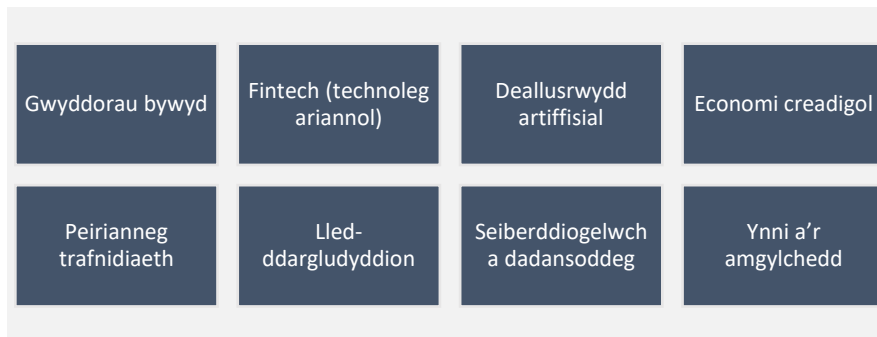 Gwyddorau bywyd
Fintech (technoleg
ariannol)
Deallusrwydd
artiffisial
Economi creadigol
Peirianneg
trafnidiaeth
Lled-
ddargludyddion
Seiberddiogelwch
a dadansoddeg
Ynni a’r
amgylchedd